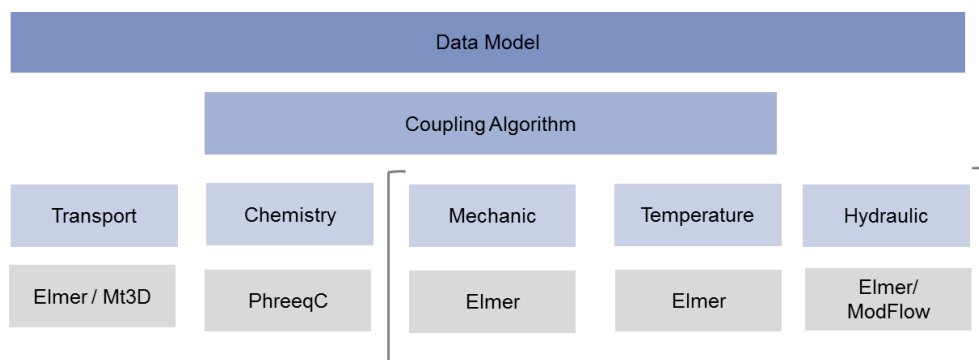 Data Model
Coupling Algorithm
Transport
Chemistry
Mechanic
Temperature
Hydraulic
Elmer / Mt3D
PhreeqC
Elmer
Elmer
Elmer/
ModFlow